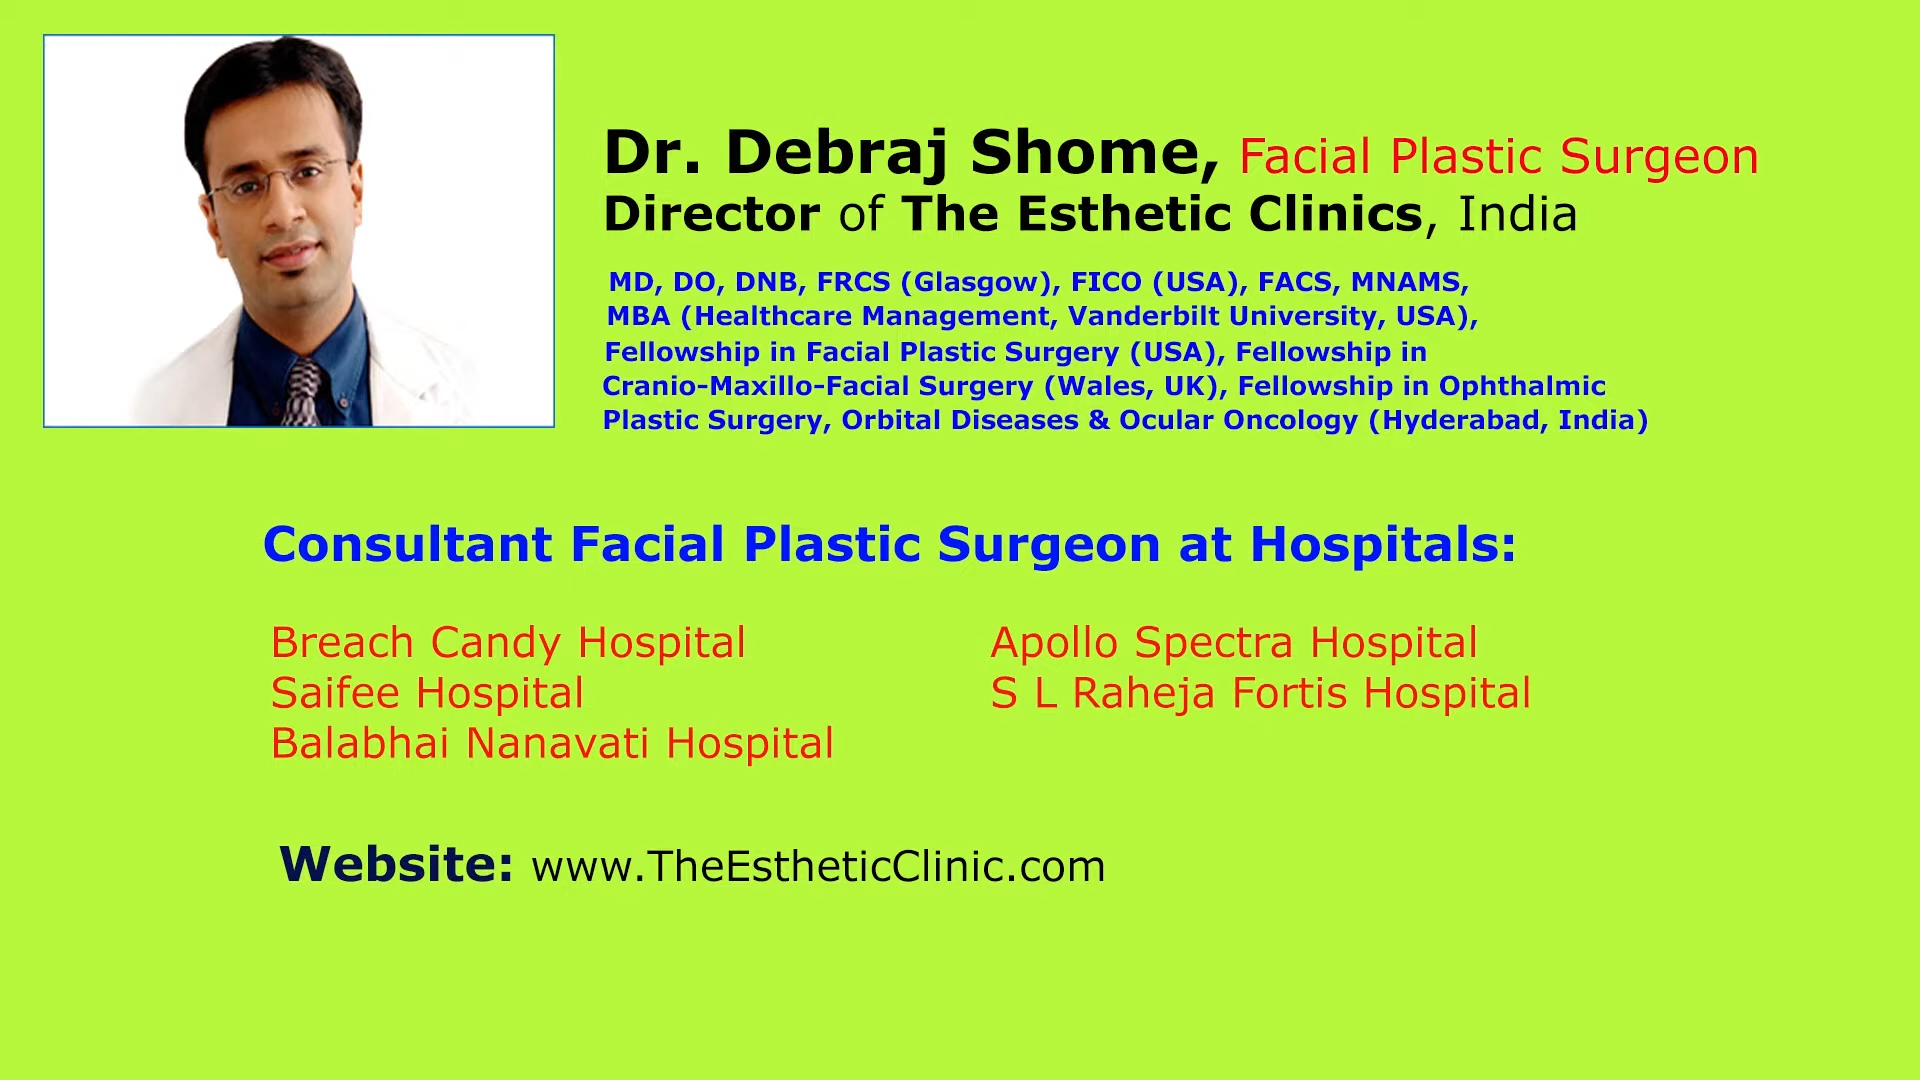 Dr. Debraj Shome, Facial Plastic Surgeon
Director of The Esthetic Clinics, India
MD, DO, DNB, FRCS (Glasgow), FICO (USA), FACS, MNAMS,
MBA (Healthcare Management, Vanderbilt University, USA),
Fellowship in Facial Plastic Surgery (USA), Fellowship in
Cranio-Maxillo-Facial Surgery (Wales, UK), Fellowship in Ophthalmic
Plastic Surgery, Orbital Diseases & Ocular Oncology (Hyderabad, India)
Consultant Facial Plastic Surgeon at Hospitals:
Breach Candy Hospital
Saifee Hospital
Balabhai Nanavati Hospital
Apollo Spectra Hospital
S L Raheja Fortis Hospital
Website: www.TheEstheticClinic.com